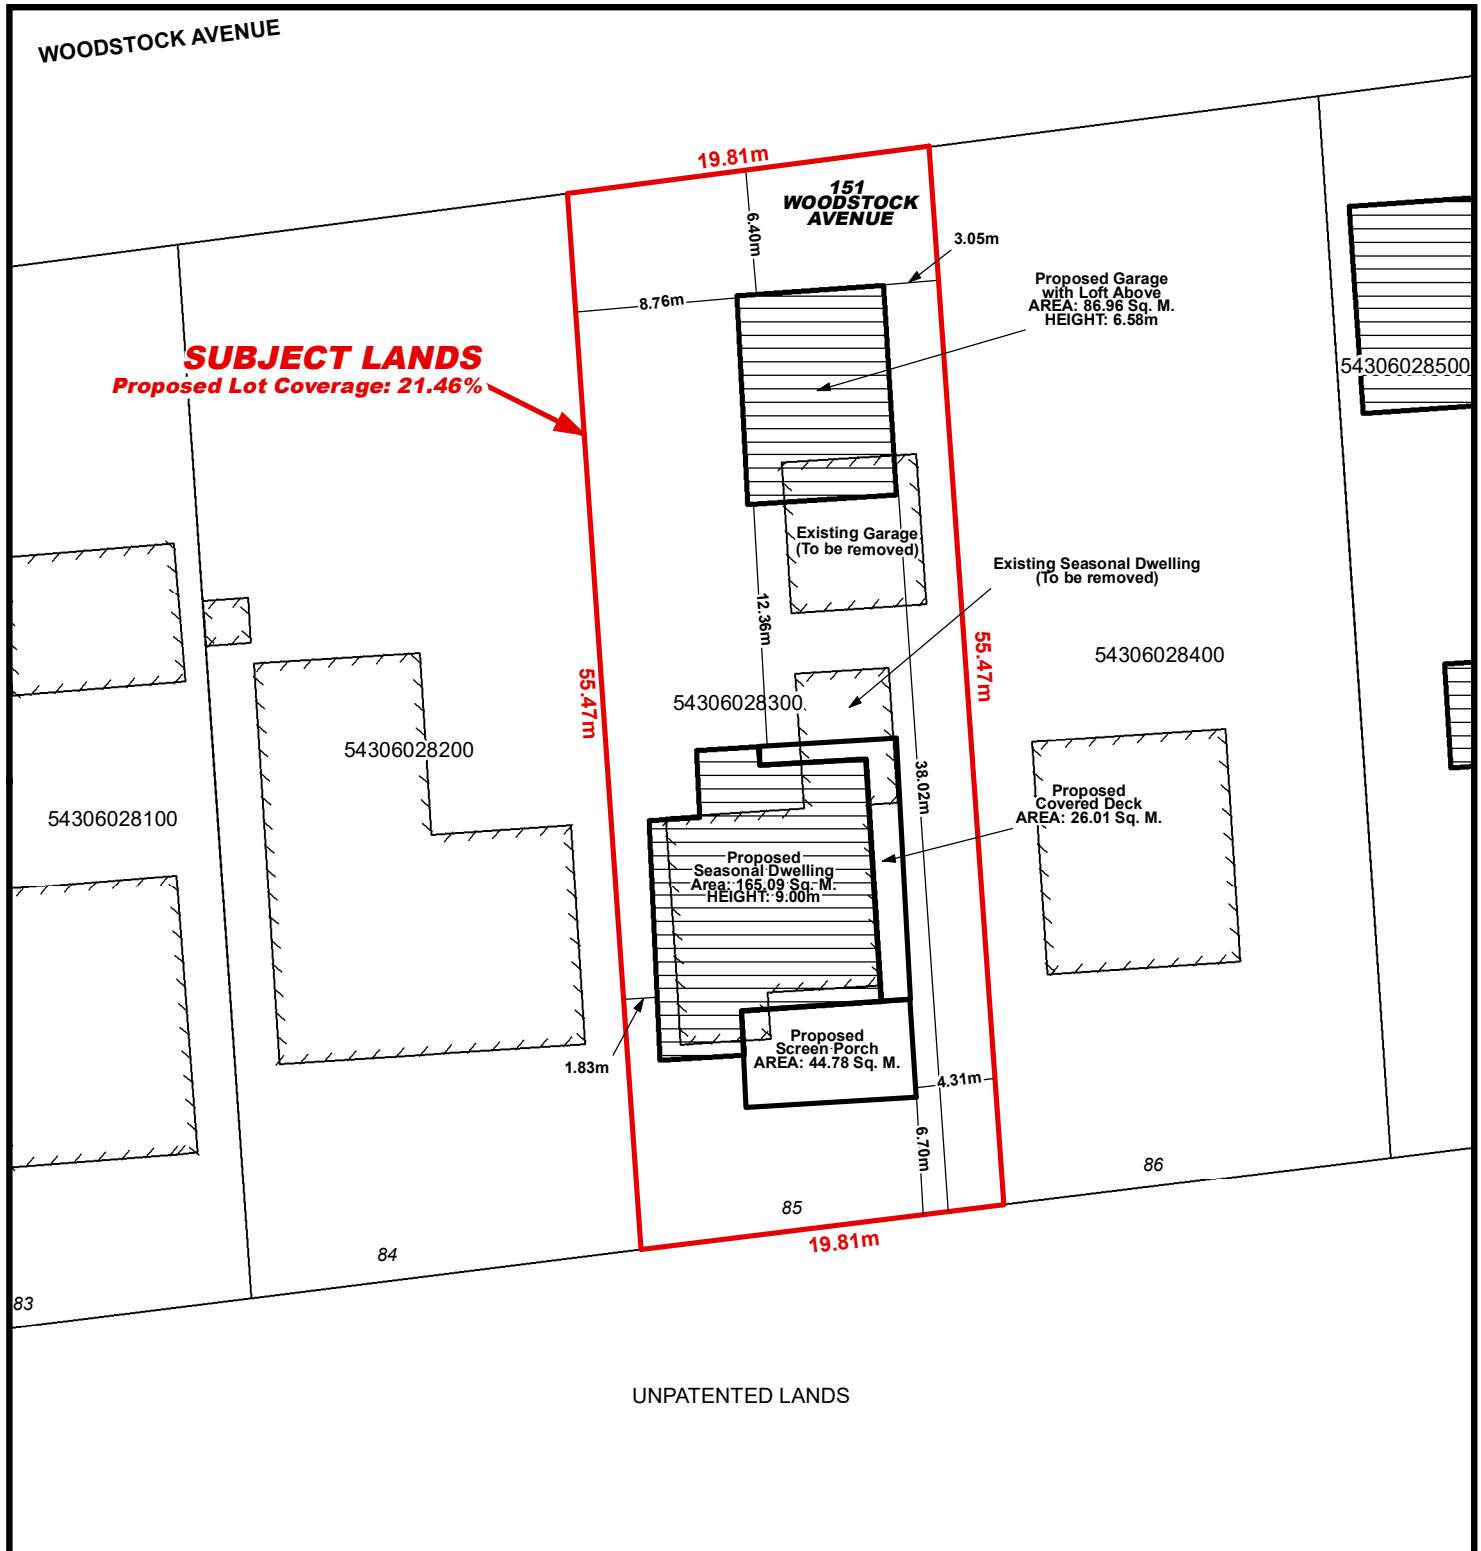 WOODSTOCK AVENUE
19.81m
151
WOODSTOCK
AVENUE
6.40m
3.05m
8.76m
Proposed Garage
with Loft Above
AREA: 86.96 Sq. M.
HEIGHT: 6.58m
SUBJECT LANDS
Proposed Lot Coverage: 21.46%
54306028500
Existing Garage
(To be removed)
Existing Seasonal Dwelling
(To be removed)
12.36m
55.47m
55.47m
54306028400
54306028300
54306028200
54306028100
38.02m
Proposed
Covered Deck
AREA: 26.01 Sq. M.
Proposed
Seasonal Dwelling
Area: 165.09 Sq. M.
HEIGHT: 9.00m
Proposed
Screen Porch
AREA: 44.78 Sq. M.
1.83m
4.31m
6.70m
86
85
84
83
19.81m
UNPATENTED LANDS